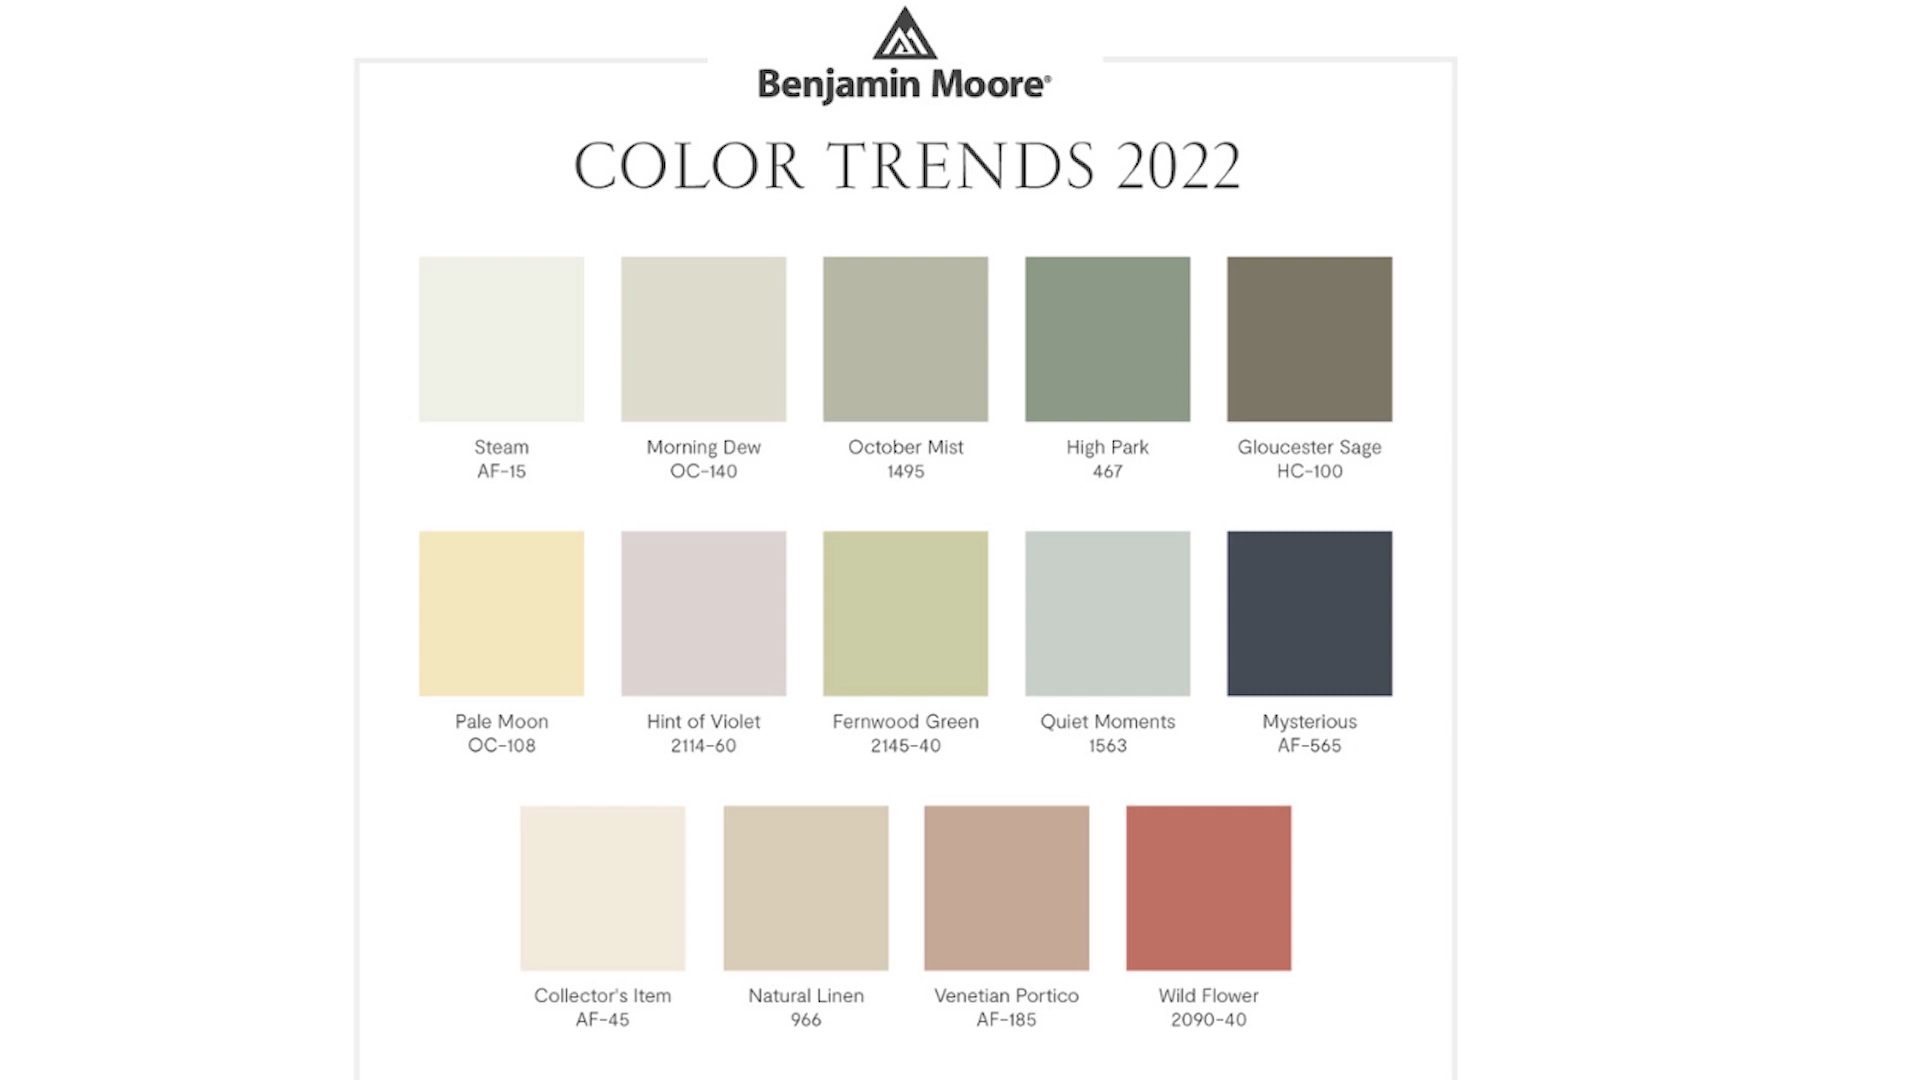 Benjamin Moore®
COLOR TRENDS 2022
Steam
AF-15
Morning Dew
OC-140
October Mist
1495
High Park
467
Gloucester Sage
HC-100
Pale Moon
OC-108
Hint of Violet
2114-60
Fernwood Green
2145-40
Quiet Moments
1563
Mysterious
AF-565
Collector's Item
AF-45
Natural Linen
966
Venetian Portico
AF-185
Wild Flower
2090-40